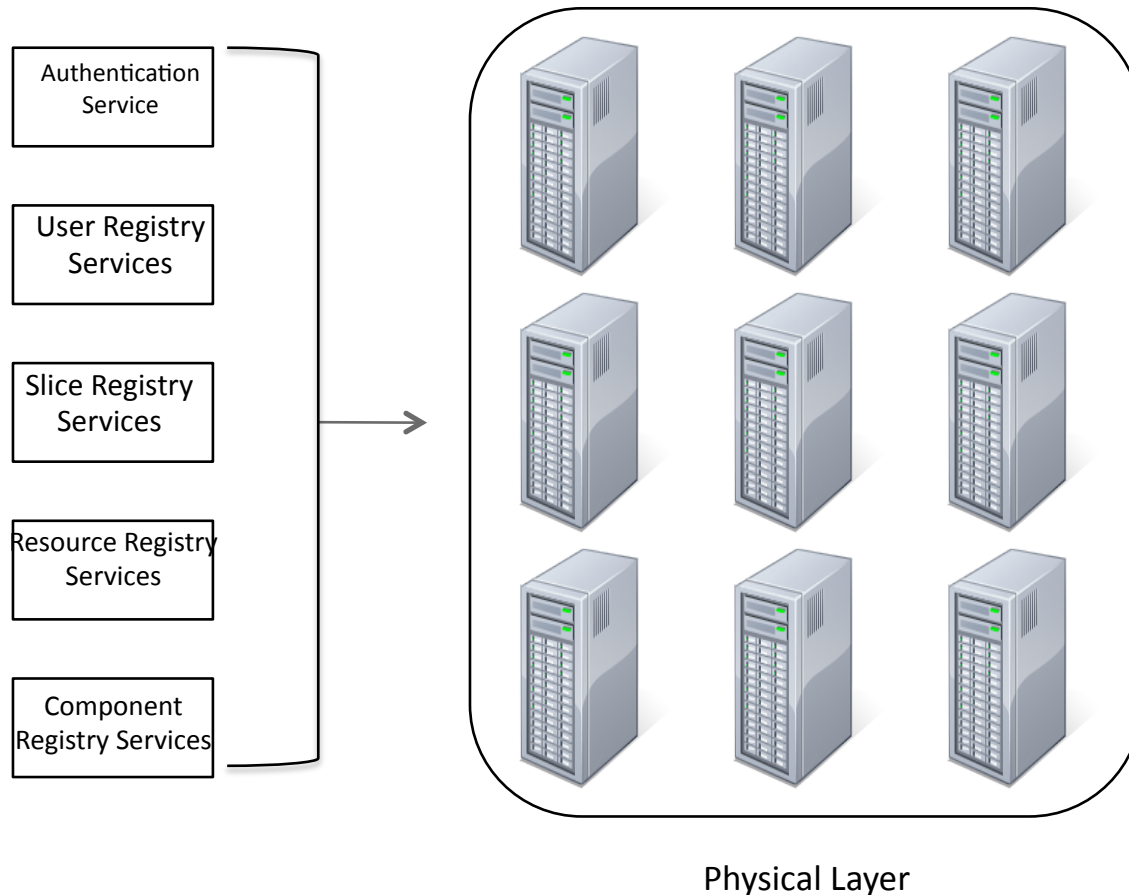 Authentication
Service
User Registry
Services
Slice Registry
Services
Resource Registry
Services
Component
Registry Services
Physical Layer